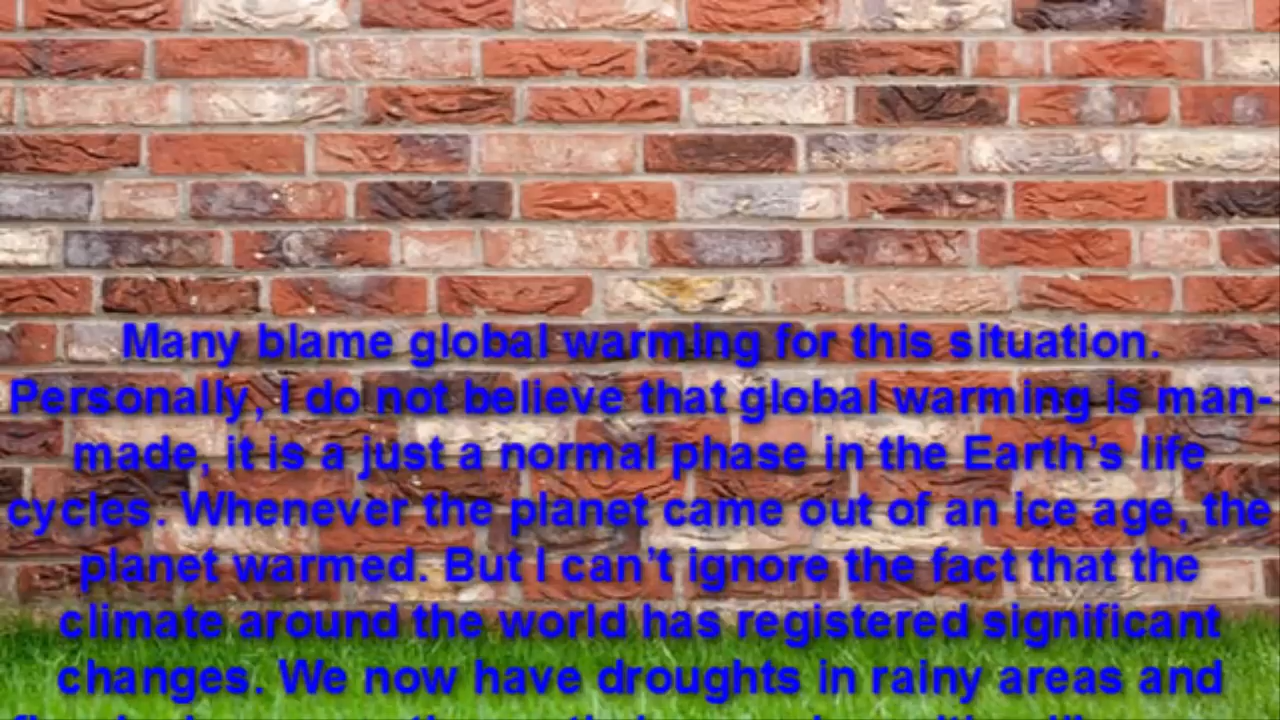 Many blame global warming for this situation.
Personally, I do not believe that global warming is man-
made, it is a just a normal phase in the Earth’s life
cycles. Whenever the planet came out of an ice age, the
planet warmed. But I can’t ignore the fact that the
climate around the world has registered significant
changes. We now have droughts in rainy areas and